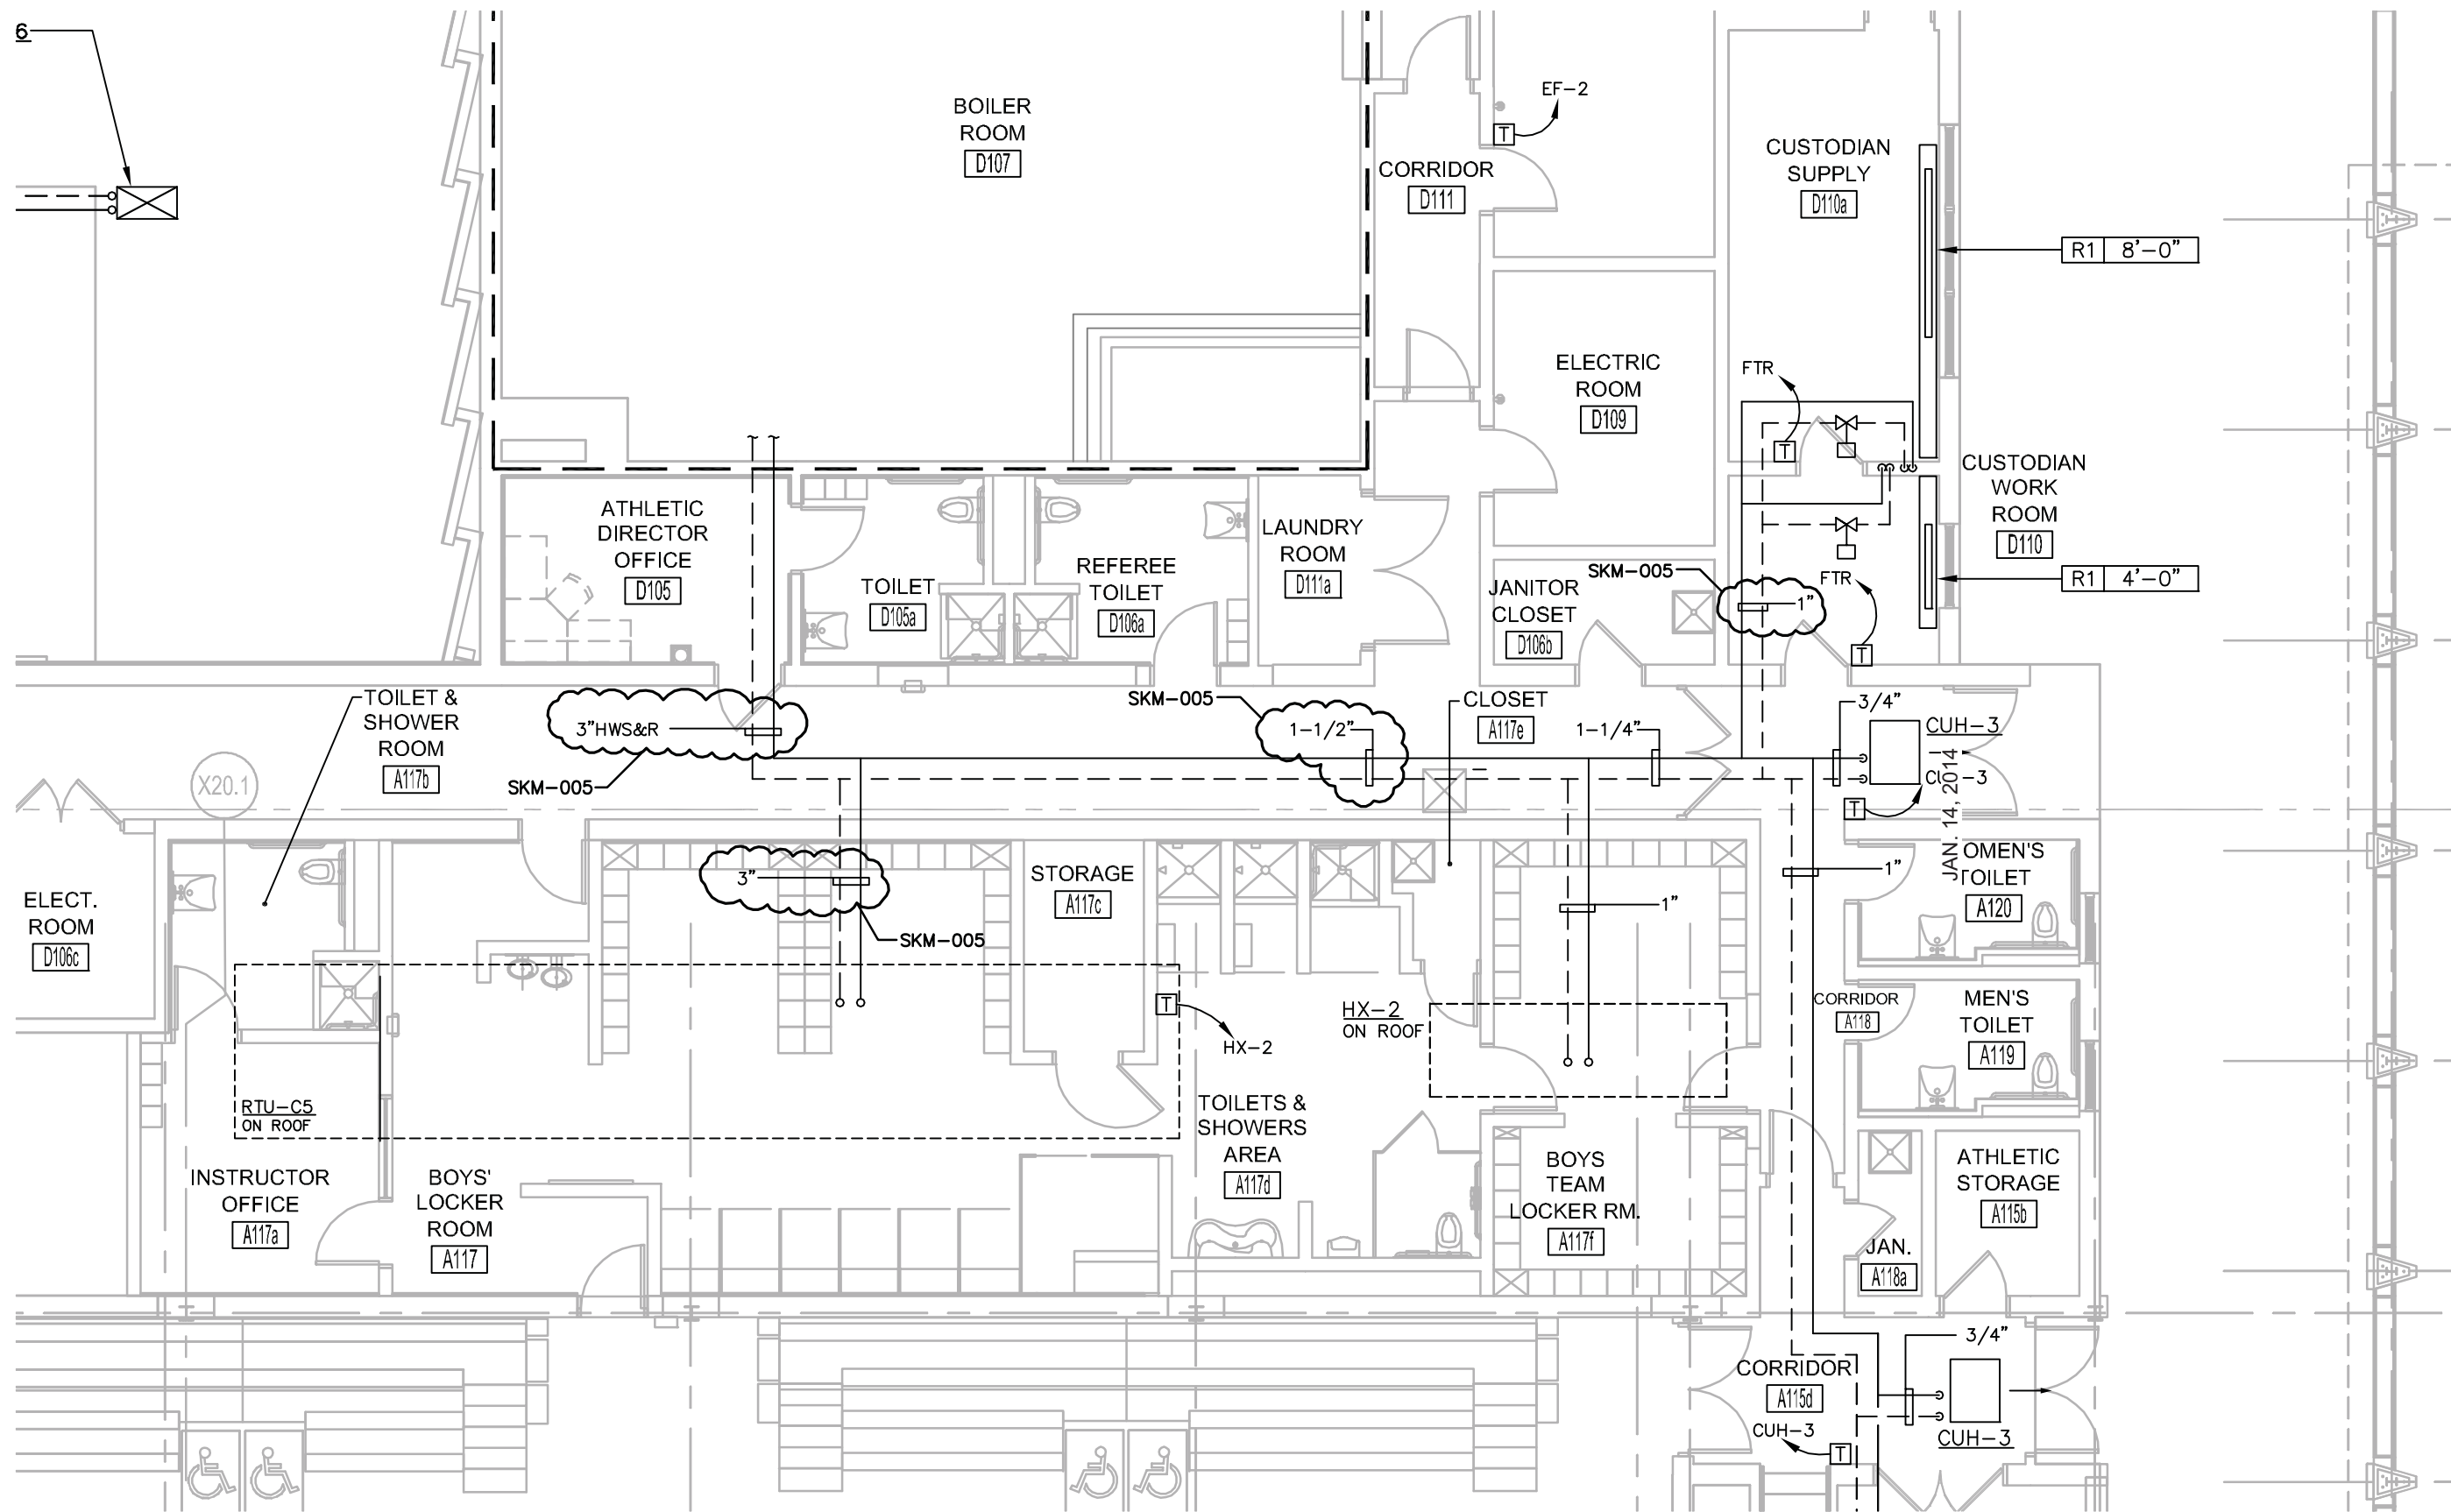 6
BOILER
ROOM
D107
EF-2
T
CORRIDOR
D111
CUSTODIAN
SUPPLY
D110a
R1 8'-0"
ELECTRIC
ROOM
D109
FTR
T
CUSTODIAN
WORK
ROOM
D110
ATHLETIC
DIRECTOR
OFFICE
D105
TOILET
D105a
REFEREE
TOILET
D106a
LAUNDRY
ROOM
D111a
JANITOR
CLOSET
D106b
SKM-005
1"
FTR
T
R1 4'-0"
TOILET &
SHOWER
ROOM
A117b
3"HWS&R
SKM-005
SKM-005
1-1/2"
CLOSET
A117e
1-1/4"
3/4"
CUH-3
CUH-3
T
JAN. 14, 2014
X20.1
ELECT.
ROOM
D106c
3"
SKM-005
STORAGE
A117c
1"
1"
OMEN'S
TOILET
A120
T
HX-2
HX-2
ON ROOF
CORRIDOR
A118
MEN'S
TOILET
A119
RTU-C5
ON ROOF
INSTRUCTOR
OFFICE
A117a
BOYS'
LOCKER
ROOM
A117
TOILETS &
SHOWERS
AREA
A117d
BOYS
TEAM
LOCKER RM.
A117f
JAN.
A118a
ATHLETIC
STORAGE
A115b
3/4"
CORRIDOR
A115d
CUH-3
T
CUH-3